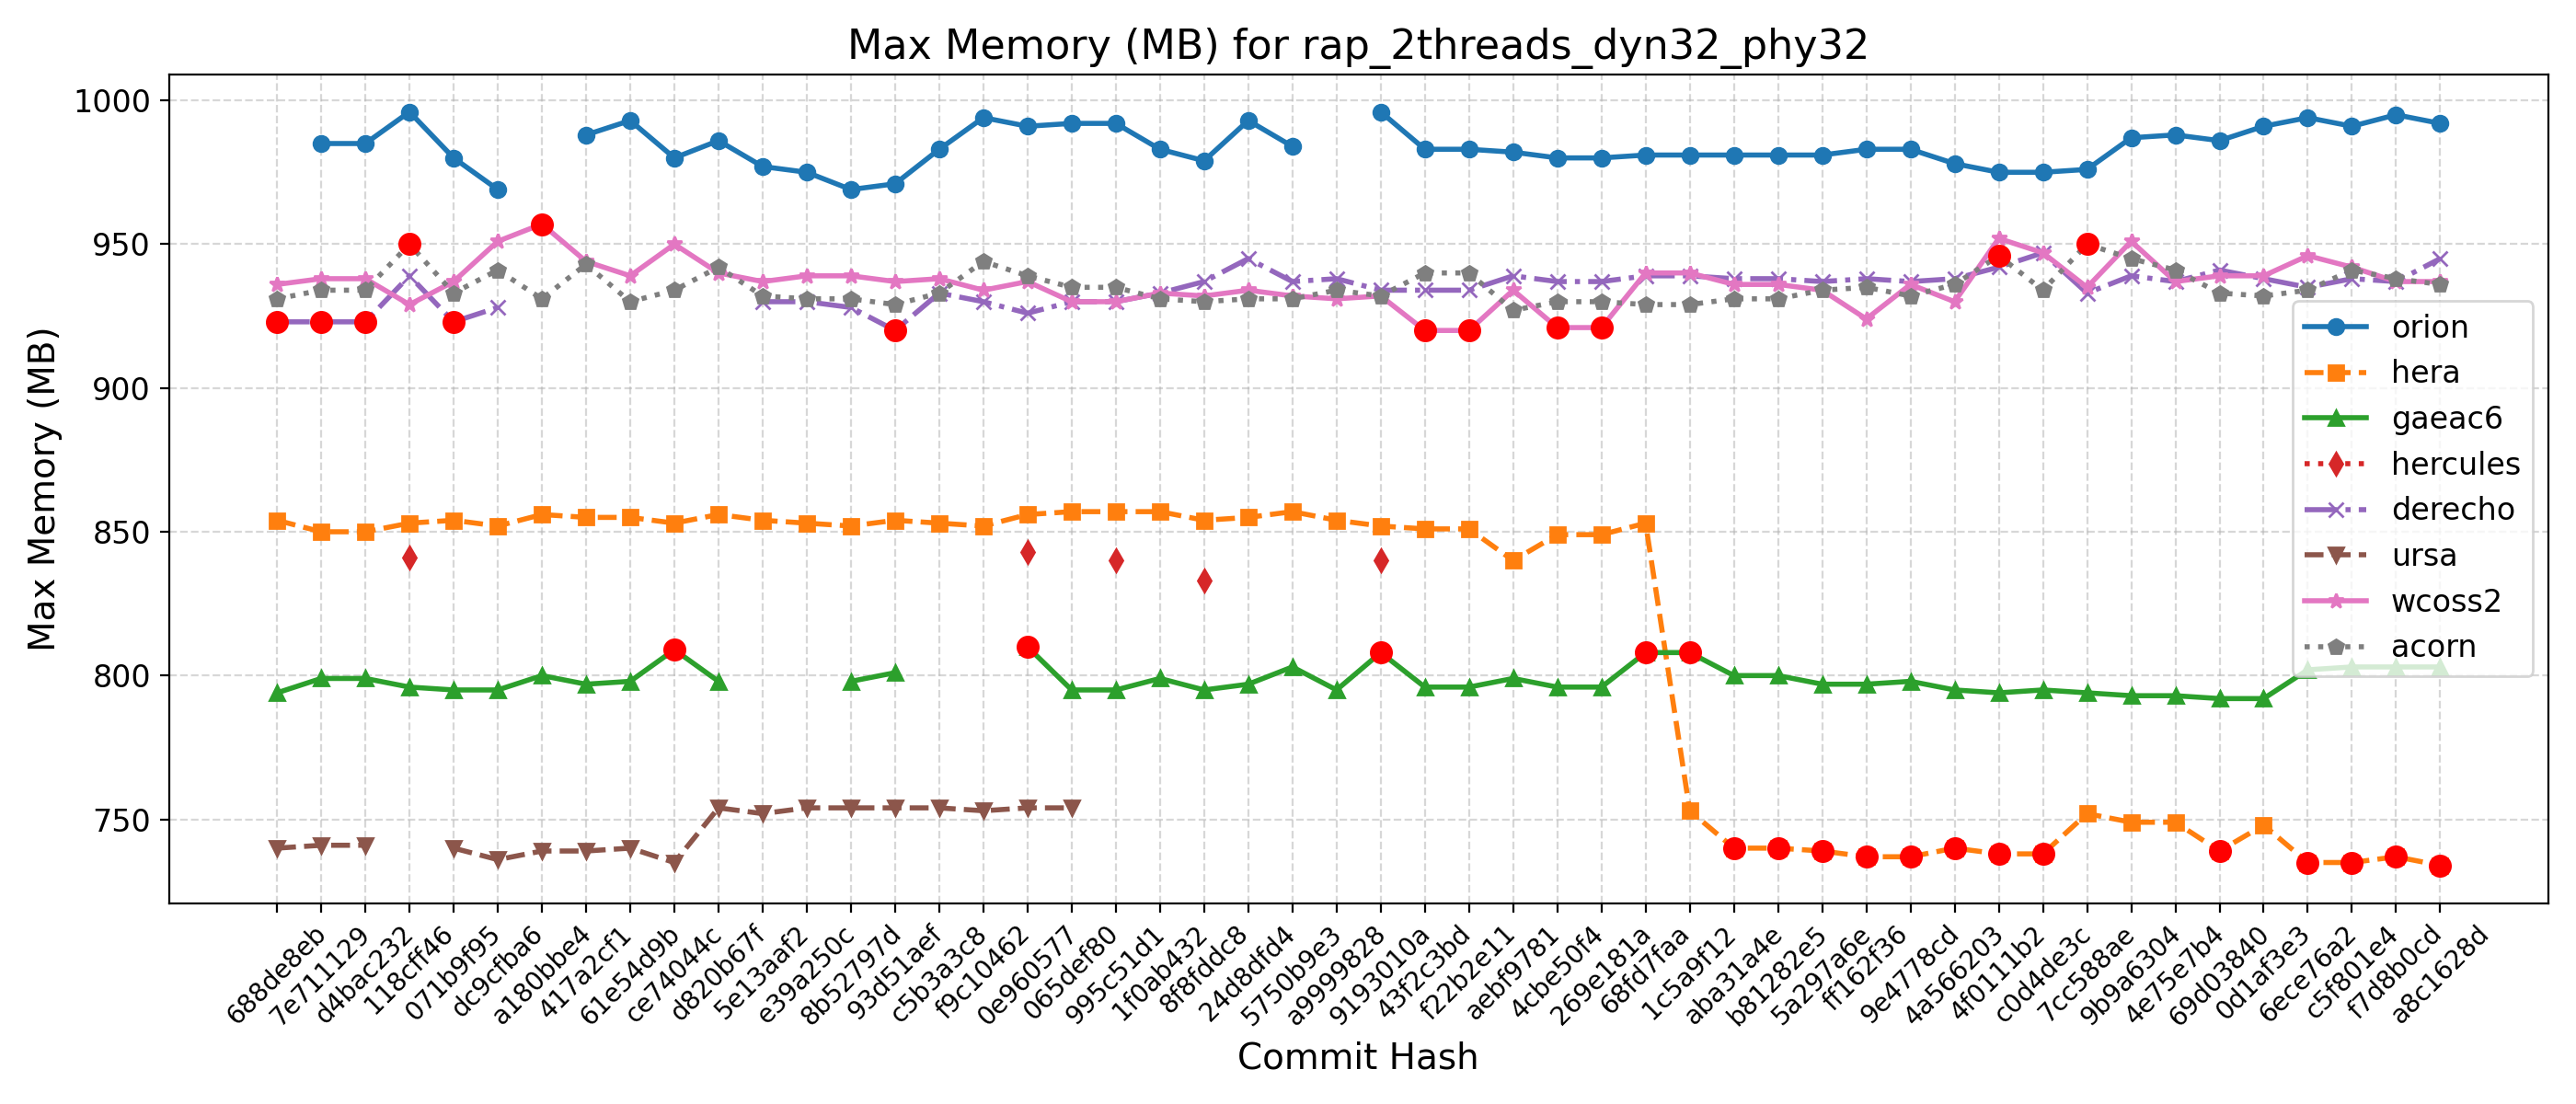 Max Memory (MB) for rap_2threads_dyn32_phy32
Max Memory (MB)
1000
950
900
850
800
750
orion
hera
gaeac6
hercules
derecho
ursa
wcoss2
acorn
688de8eb
7e711129
d4bac232
118cff46
071b9f95
dc9cfba6
a180bbe4
417a2cf1
61e54d9b
ce74044c
d820b67f
5e13aaf2
e39a250c
8b52797d
93d51aef
c5b3a3c8
f9c10462
0e960577
065def80
995c51d1
1f0ab432
8f8fddc8
24d8dfd4
5750b9e3
a9999828
9193010a
43f2c3bd
f22b2e11
aebf9781
4cbe50f4
269e181a
68fd7faa
1c5a9f12
aba31a4e
b81282e5
5a297a6e
ff162f36
9e4778cd
4a566203
4f0111b2
c0d4de3c
7cc588ae
9b9a6304
4e75e7b4
69d03840
0d1af3e3
6ece76a2
c5f801e4
f7d8b0cd
a8c1628d
Commit Hash